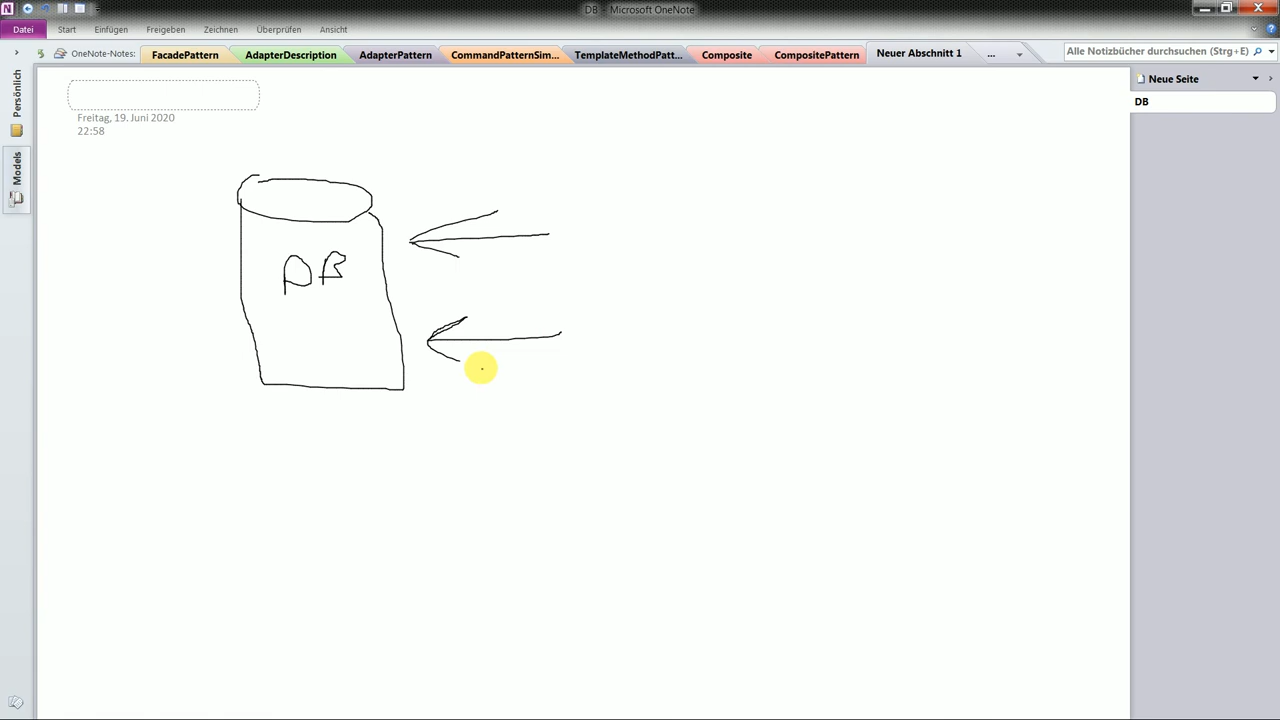 DB - Microsoft OneNote
Datei Start Einfügen Freigeben Zeichnen Überprüfen Ansicht
OneNote-Notes: FacadePattern AdapterDescription AdapterPattern CommandPatternSim... TemplateMethodPatt... Composite CompositePattern Neuer Abschnitt 1 ... Alle Notizbücher durchsuchen (Strg+E)
Persönlich
Models
Neue Seite
DB
Freitag, 19. Juni 2020
22:58
DB